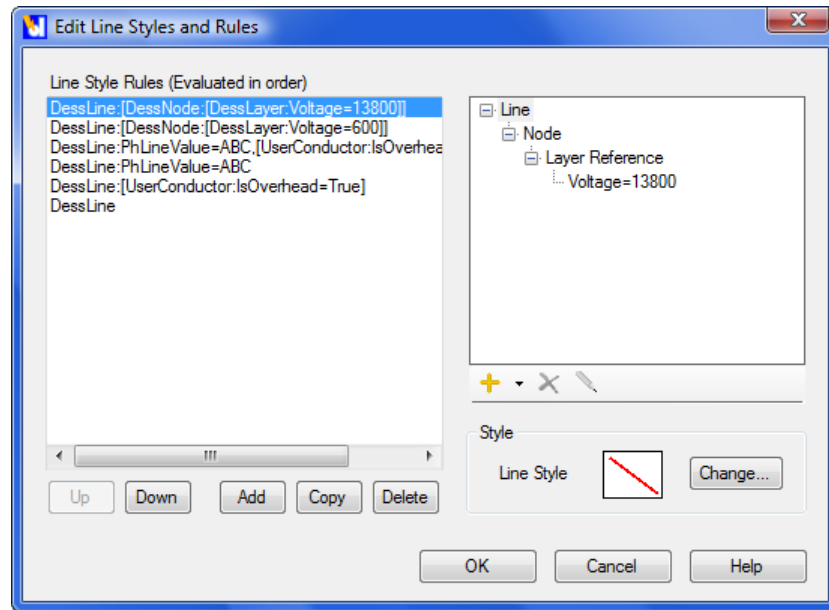 Edit Line Styles and Rules
Line Style Rules (Evaluated in order)
DessLine:[DessNode:[DessLayer:Voltage=13800]]
DessLine:[DessNode:[DessLayer:Voltage=600]]
DessLine:PhLineValue=ABC,[UserConductor:IsOverhea
DessLine:PhLineValue=ABC
DessLine:[UserConductor:IsOverhead=True]
DessLine
Up
Down
Add
Copy
Delete
Line
Node
Layer Reference
Voltage=13800
Style
Line Style
Change...
OK
Cancel
Help